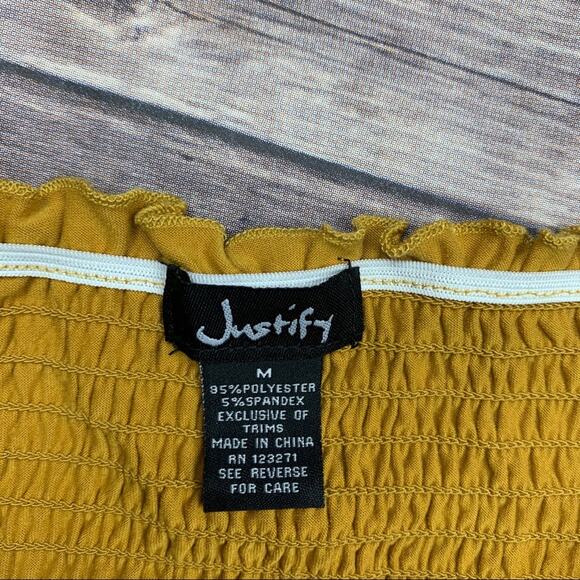 Justify
M
95%POLYESTER
5%SPANDEX
EXCLUSIVE OF
TRIMS
MADE IN CHINA
RN 123271
SEE REVERSE
FOR CARE